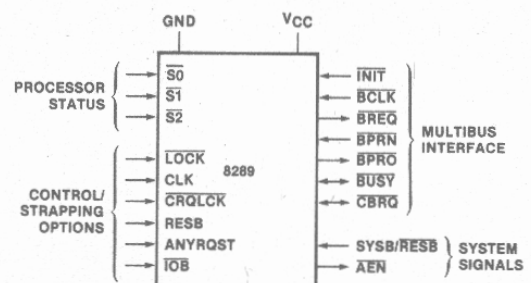 GND VCC
PROCESSOR
STATUS
S0
S1
S2
CONTROL/
STRAPPING
OPTIONS
LOCK
CLK
CRQLCK
RESB
ANYRQST
IOB
8289
INIT
BCLK
BREQ
BPRN
BPRO
BUSY
CBRQ
MULTIBUS
INTERFACE
SYSB/RESB
AEN
SYSTEM
SIGNALS